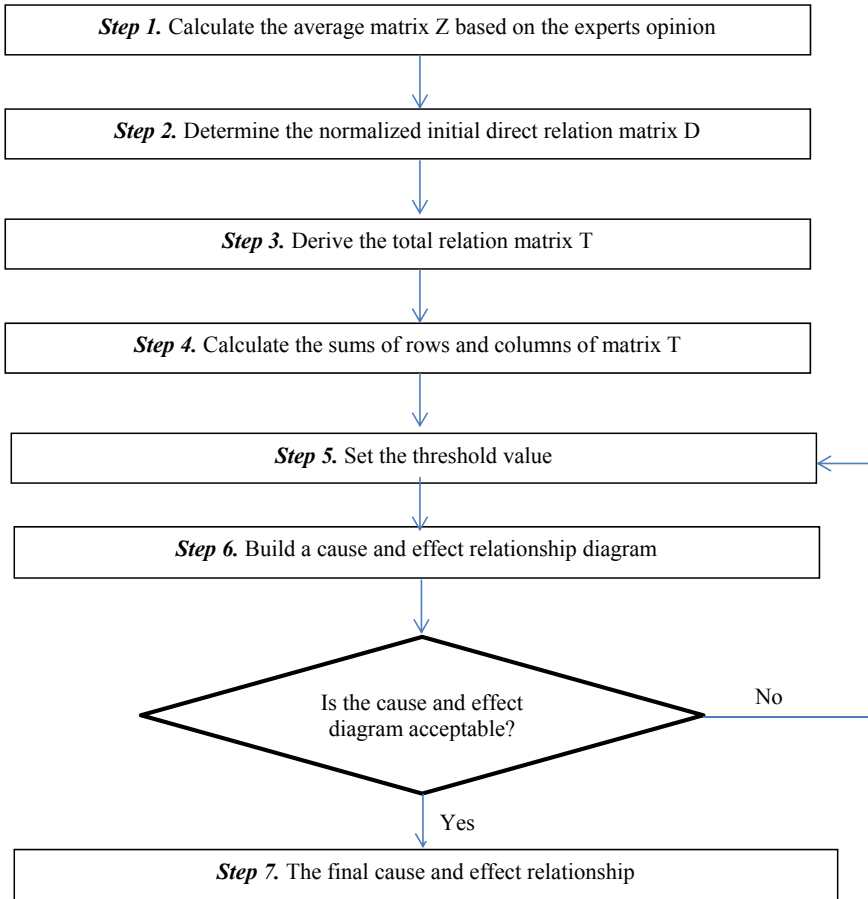 Step 1. Calculate the average matrix Z based on the experts opinion
Step 2. Determine the normalized initial direct relation matrix D
Step 3. Derive the total relation matrix T
Step 4. Calculate the sums of rows and columns of matrix T
Step 5. Set the threshold value
Step 6. Build a cause and effect relationship diagram
Is the cause and effect
diagram acceptable?
No
Yes
Step 7. The final cause and effect relationship